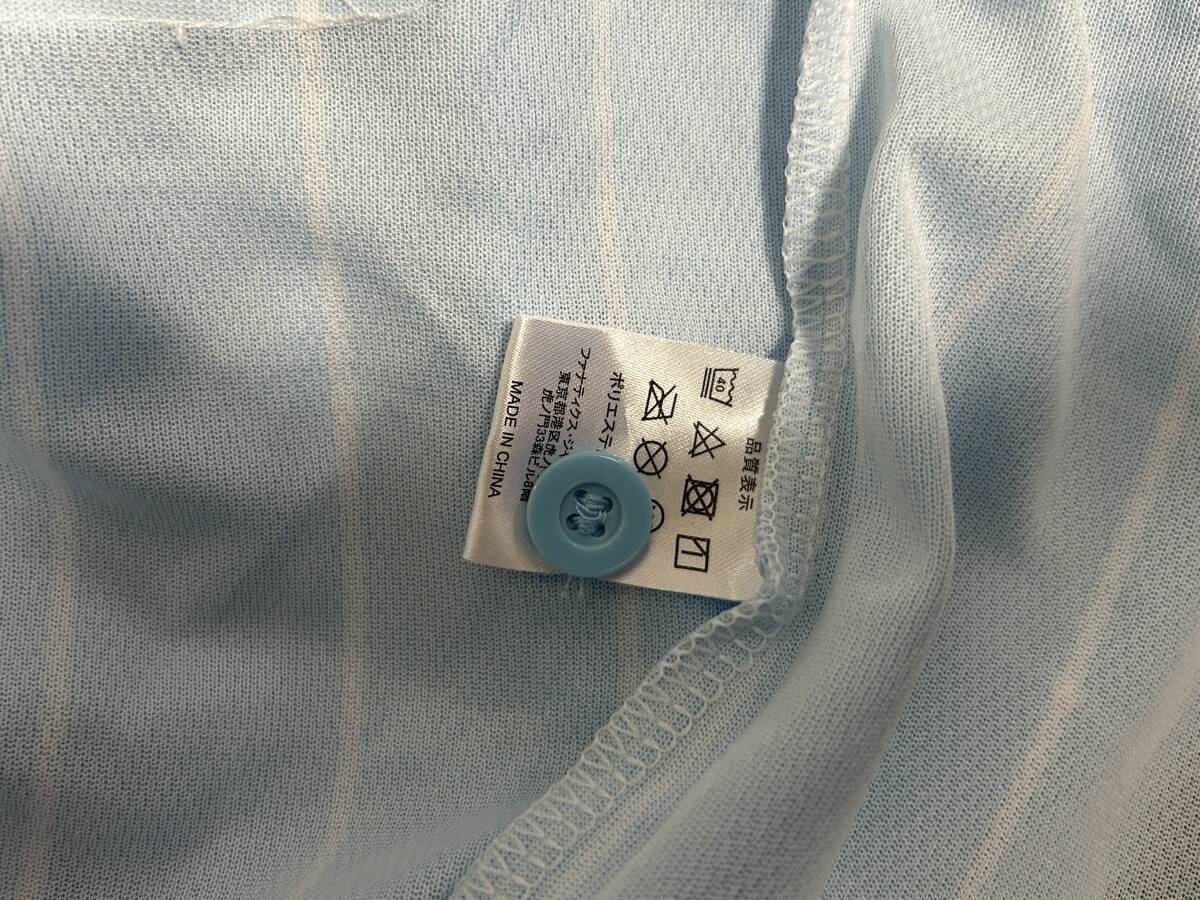 品質表示
40
ポリエステ
ファナティクス・ジ
東京都港区虎ノ
虎ノ門33森ビル8階
MADE IN CHINA